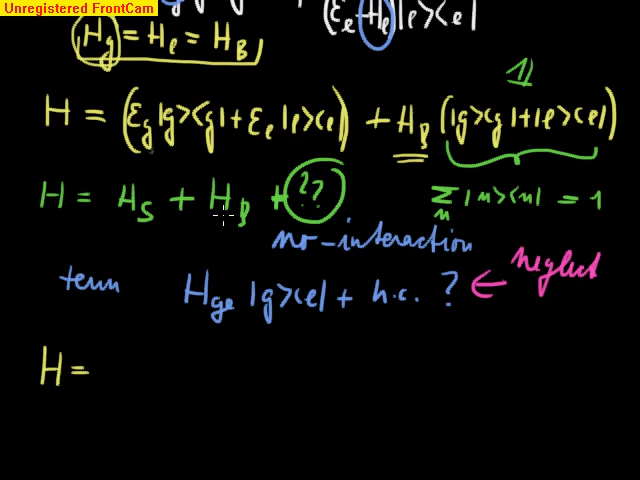 Unregistered FrontCam
(ε_e - H_e) |e><e|
H_g = H_e = H_B
𝟙
H = (ε_g |g><g| + ε_e |e><e|) + H_B (|g><g| + |e><e|)
H = H_S + H_B + ?? Σ_n |n><n| = 1
no-interaction
term H_ge |g><e| + h.c. ? ← neglect
H =